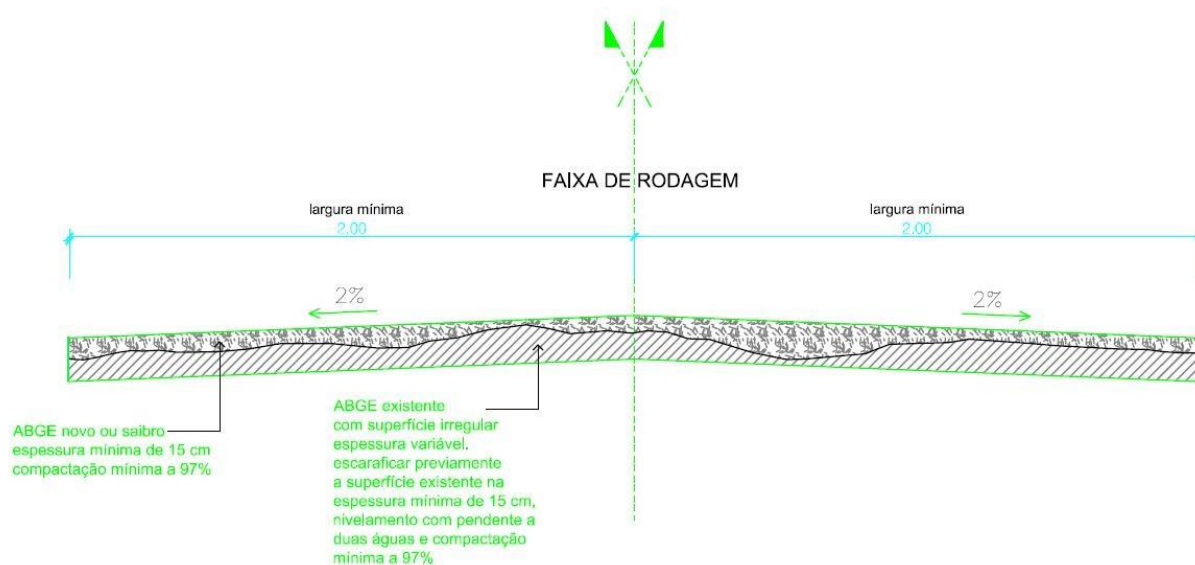 FAIXA DE RODAGEM
largura mínima
2.00
largura mínima
2.00
2%
2%
ABGE novo ou saibro
espessura mínima de 15 cm
compactação mínima a 97%
ABGE existente
com superfície irregular
espessura variável.
escaraficar previamente
a superfície existente na
espessura mínima de 15 cm,
nivelamento com pendente a
duas águas e compactação
mínima a 97%